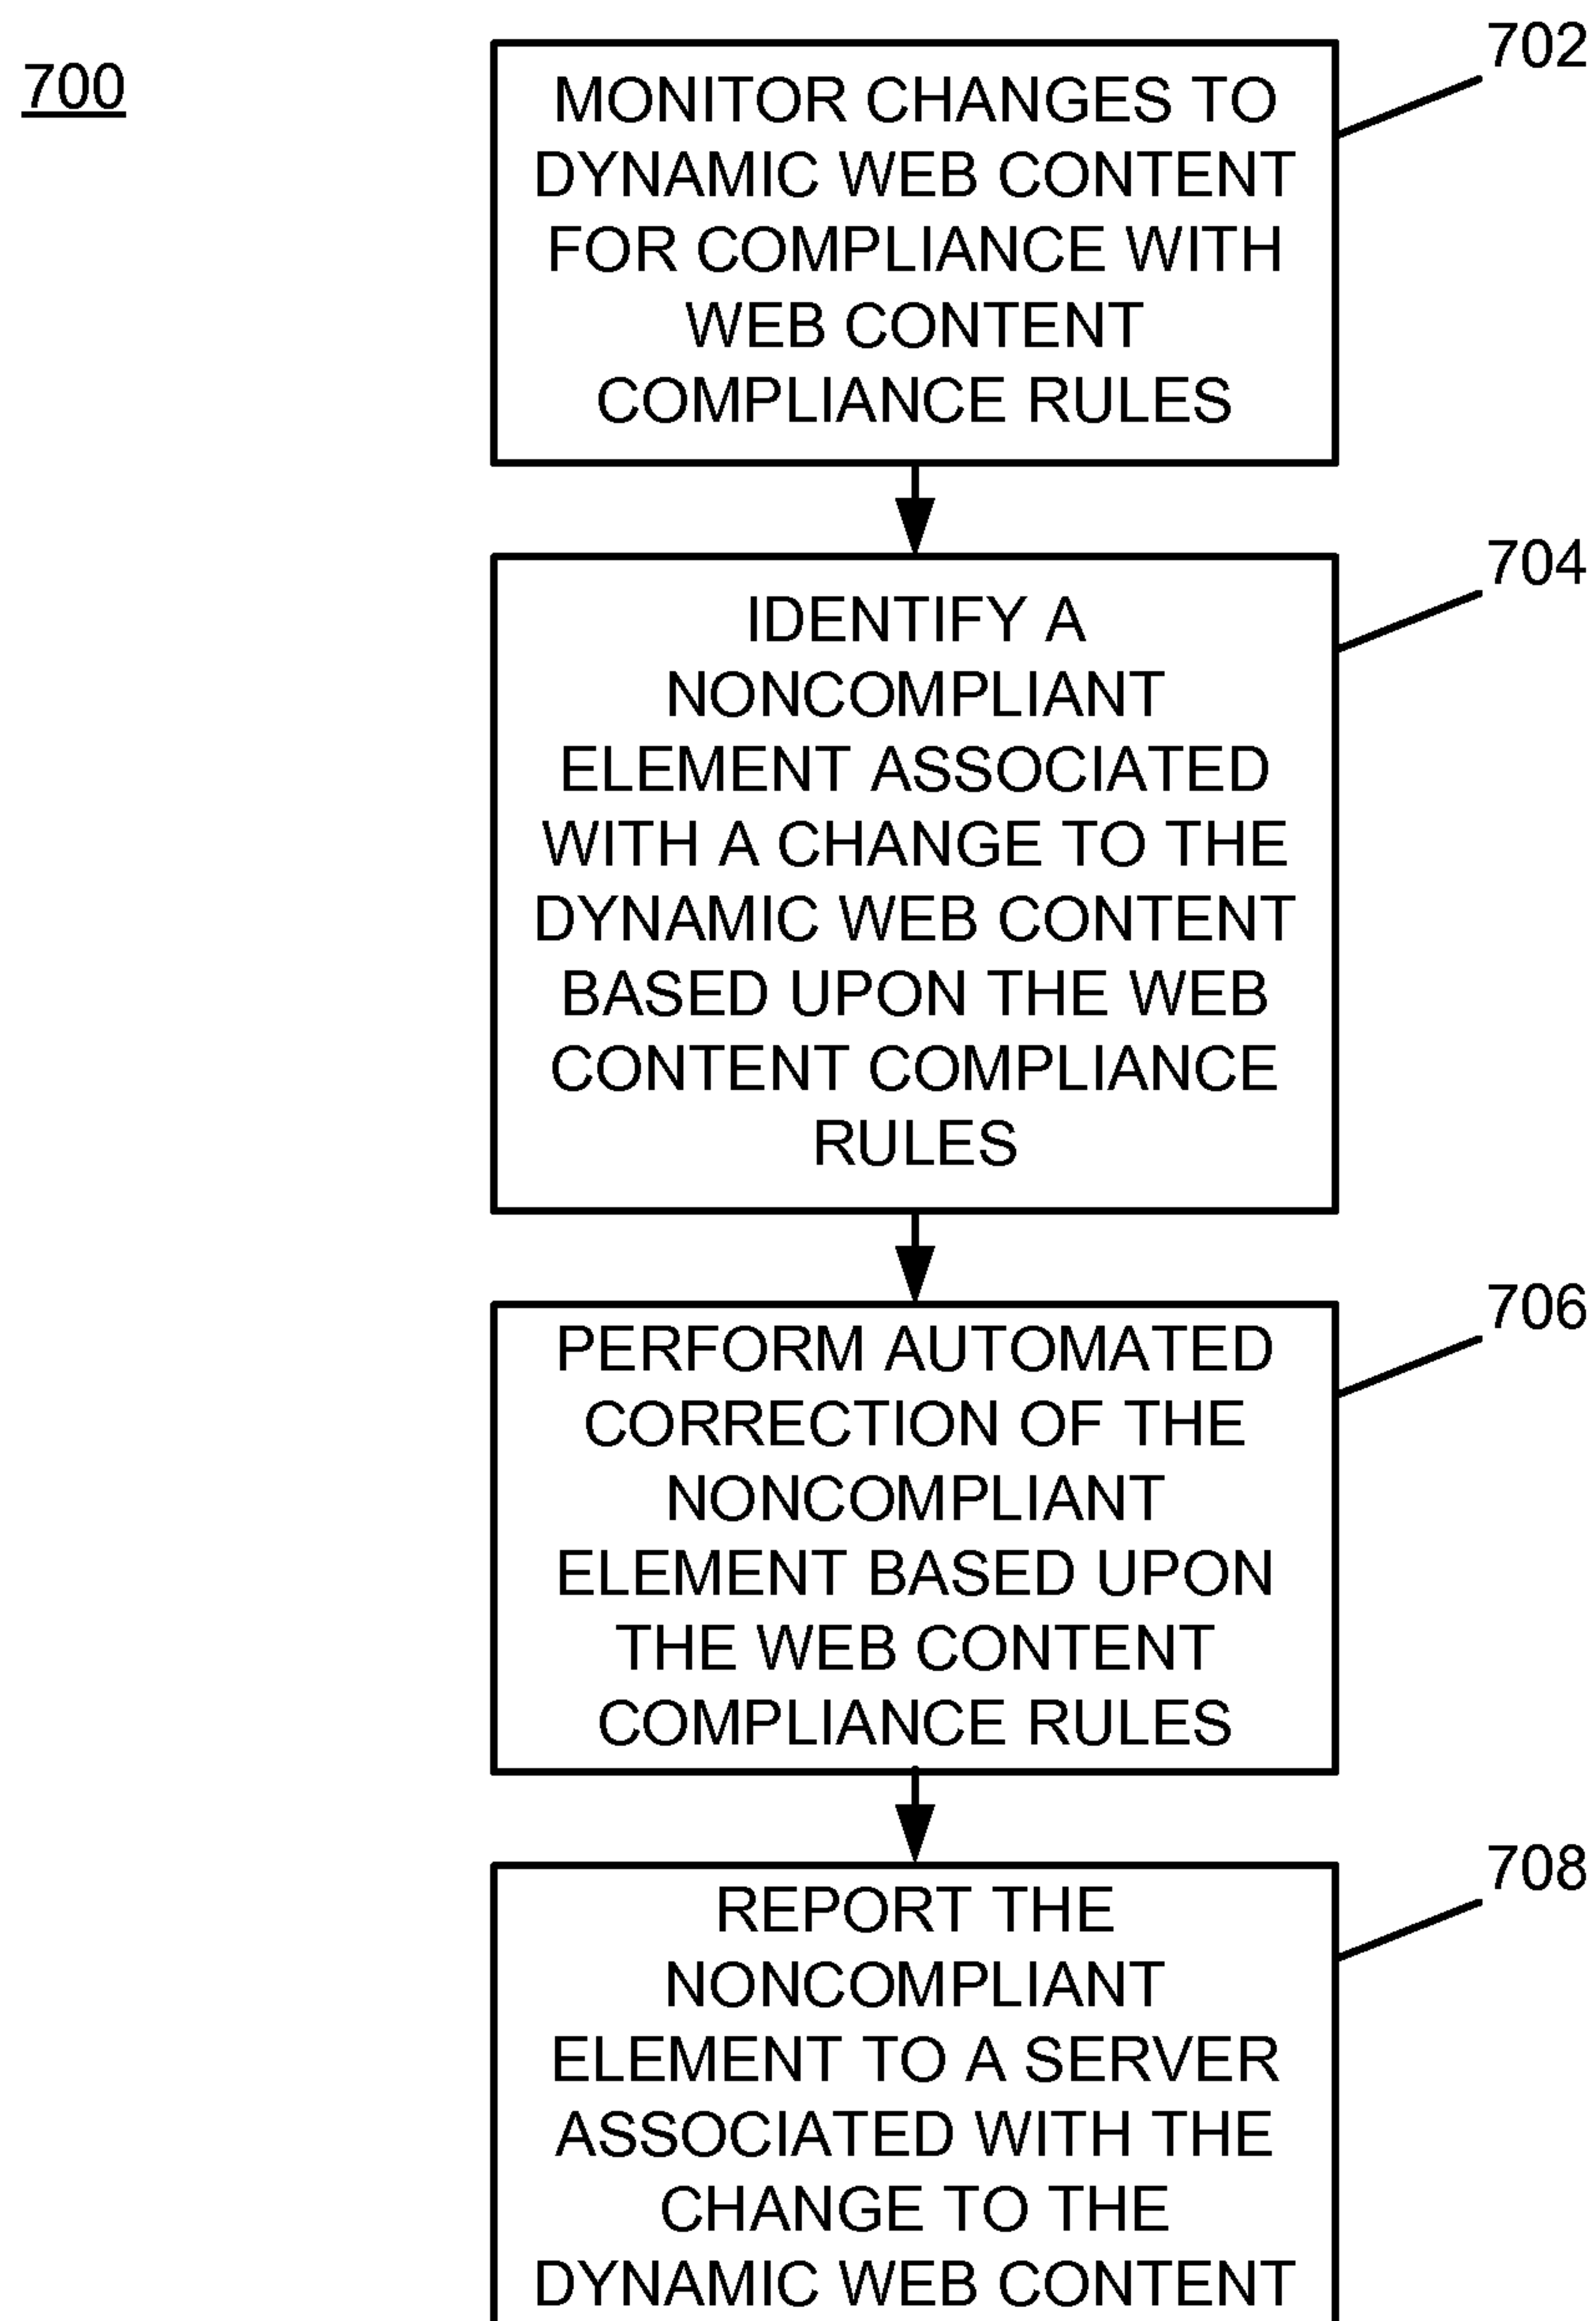 700
702
MONITOR CHANGES TO
DYNAMIC WEB CONTENT
FOR COMPLIANCE WITH
WEB CONTENT
COMPLIANCE RULES
704
IDENTIFY A
NONCOMPLIANT
ELEMENT ASSOCIATED
WITH A CHANGE TO THE
DYNAMIC WEB CONTENT
BASED UPON THE WEB
CONTENT COMPLIANCE
RULES
706
PERFORM AUTOMATED
CORRECTION OF THE
NONCOMPLIANT
ELEMENT BASED UPON
THE WEB CONTENT
COMPLIANCE RULES
708
REPORT THE
NONCOMPLIANT
ELEMENT TO A SERVER
ASSOCIATED WITH THE
CHANGE TO THE
DYNAMIC WEB CONTENT